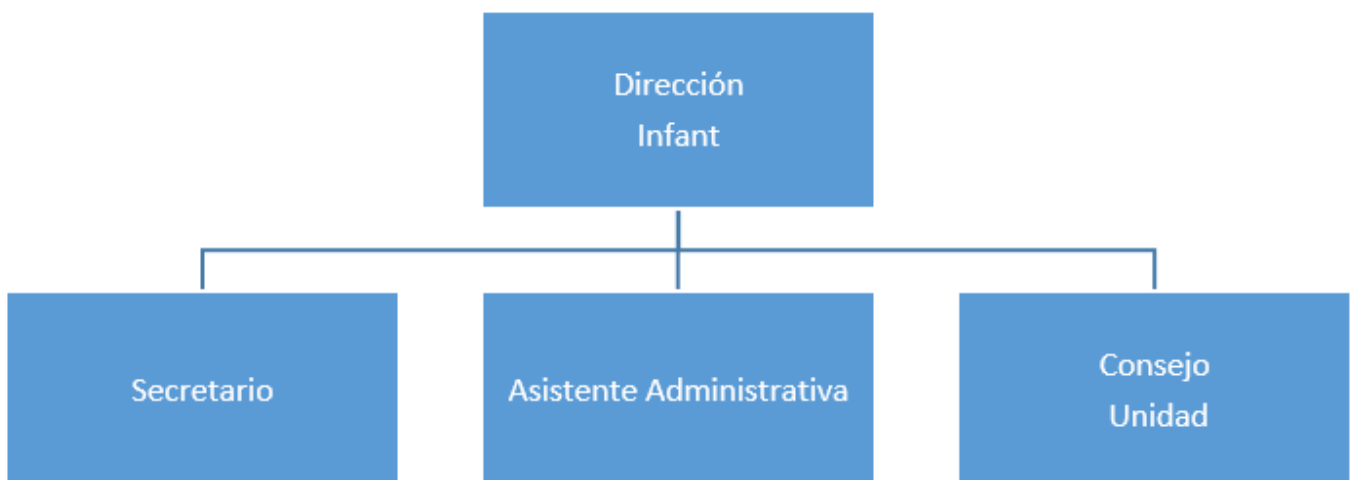 Dirección
Infant
Secretario
Asistente Administrativa
Consejo
Unidad